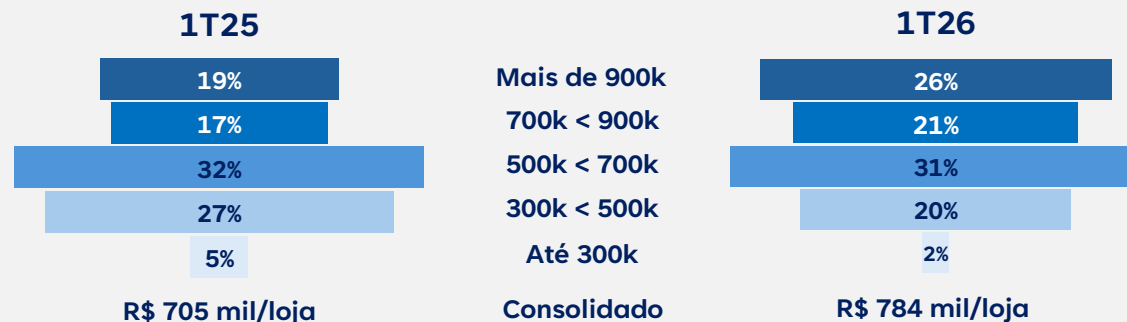 1T25 1T26
19% Mais de 900k 26%
17% 700k < 900k 21%
32% 500k < 700k 31%
27% 300k < 500k 20%
5% Até 300k 2%
R$ 705 mil/loja Consolidado R$ 784 mil/loja